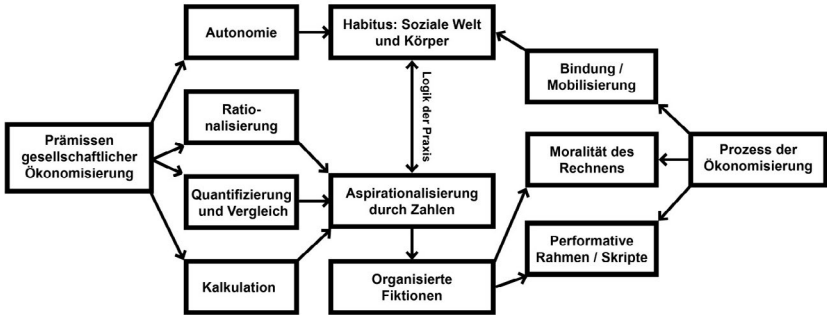 Prämissen
gesellschaftlicher
Ökonomisierung
Autonomie
Ratio-
nalisierung
Quantifizierung
und Vergleich
Kalkulation
Habitus: Soziale Welt
und Körper
Logik der Praxis
Aspirationalisierung
durch Zahlen
Organisierte
Fiktionen
Bindung /
Mobilisierung
Moralität des
Rechnens
Performative
Rahmen / Skripte
Prozess der
Ökonomisierung